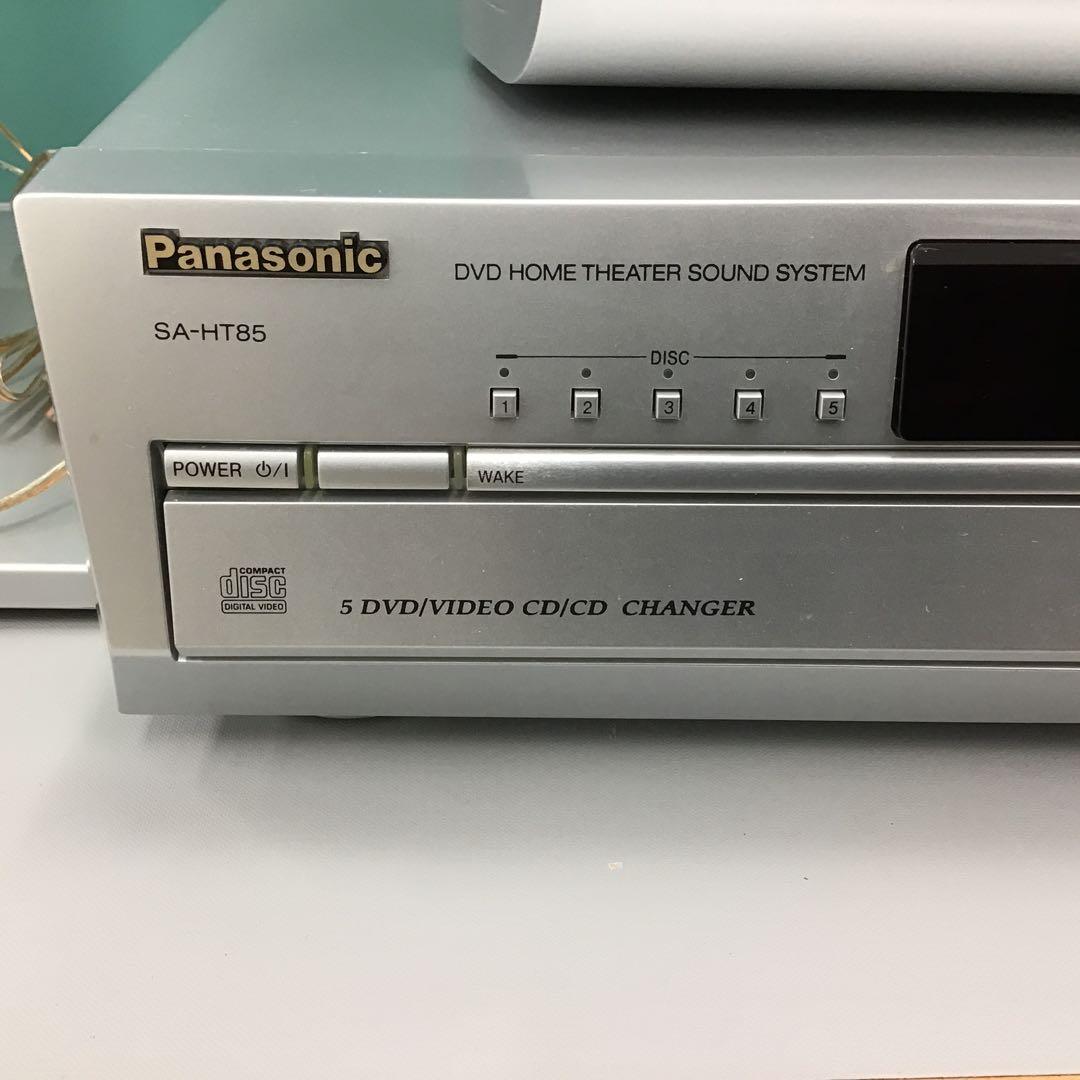 Panasonic
DVD HOME THEATER SOUND SYSTEM
SA-HT85
DISC
1 2 3 4 5
POWER ⏻/I
WAKE
COMPACT
disc
DIGITAL VIDEO
5 DVD/VIDEO CD/CD CHANGER